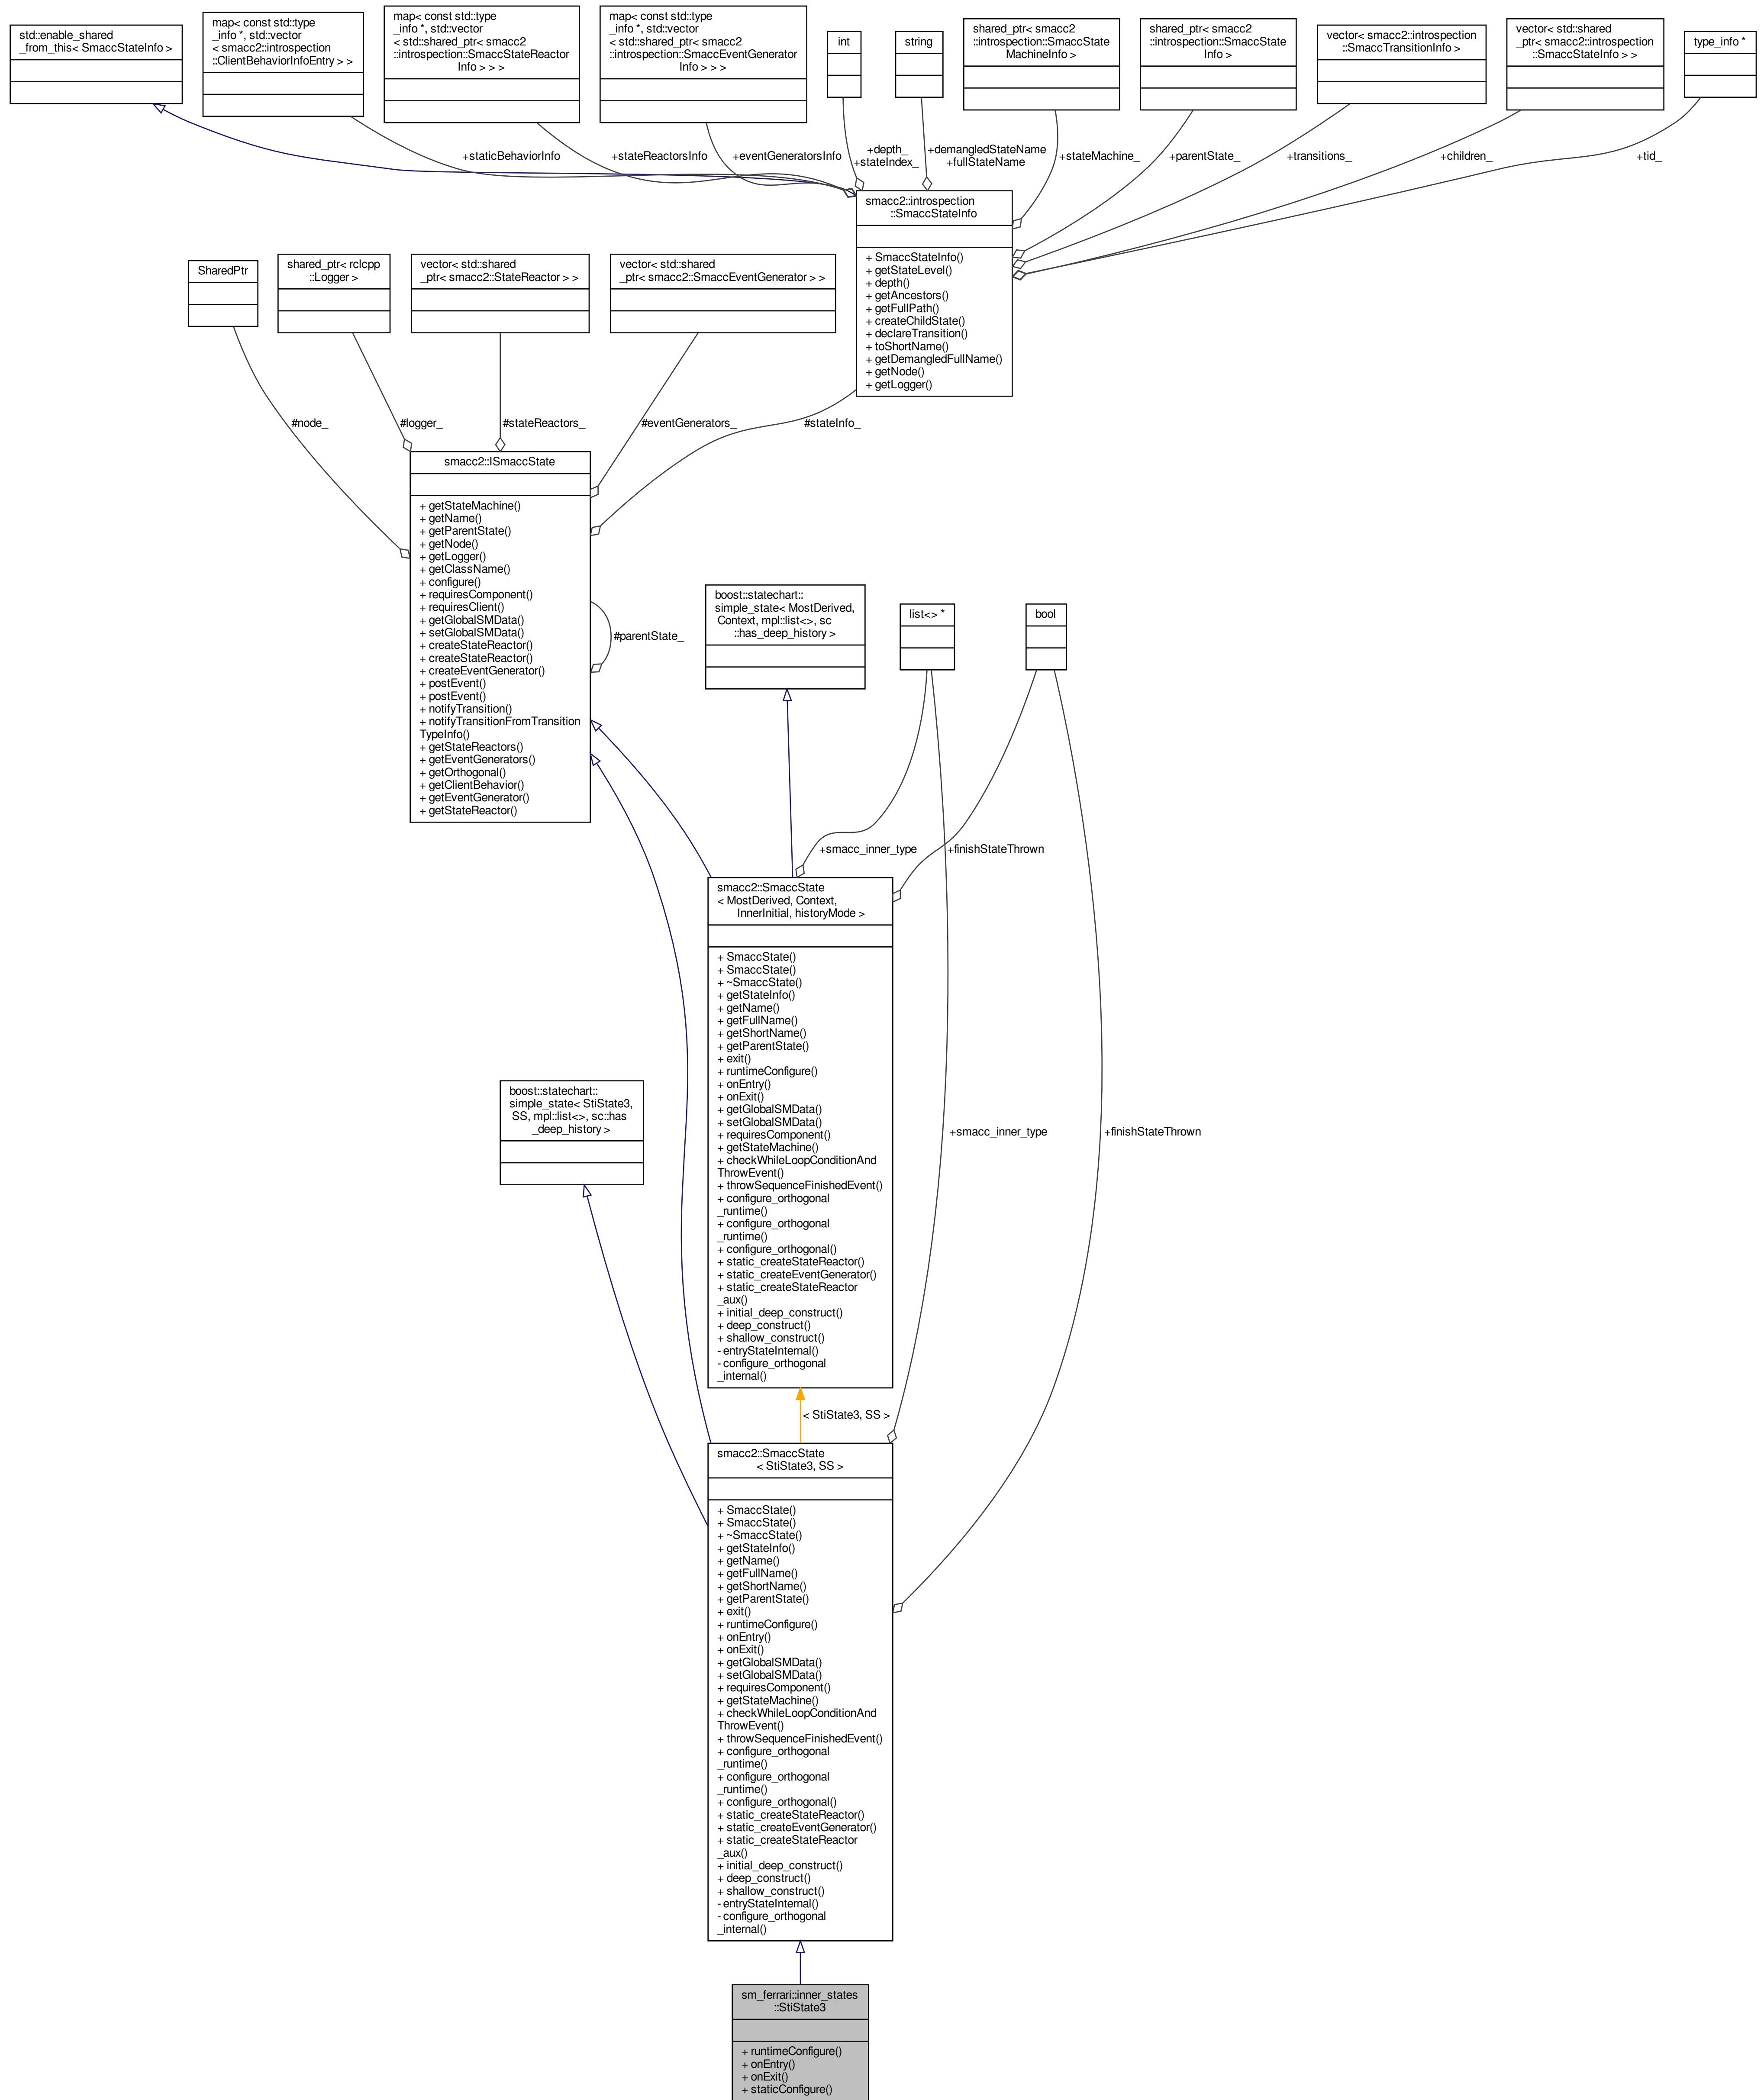 std::enable_shared
_from_this< SmaccStateInfo >
map< const std::type
_info *, std::vector
< smacc2::introspection
::ClientBehaviorInfoEntry > >
map< const std::type
_info *, std::vector
< std::shared_ptr< smacc2
::introspection::SmaccStateReactor
Info > > >
map< const std::type
_info *, std::vector
< std::shared_ptr< smacc2
::introspection::SmaccEventGenerator
Info > > >
int
string
shared_ptr< smacc2
::introspection::SmaccState
MachineInfo >
shared_ptr< smacc2
::introspection::SmaccState
Info >
vector< smacc2::introspection
::SmaccTransitionInfo >
vector< std::shared
_ptr< smacc2::introspection
::SmaccStateInfo > >
type_info *
+staticBehaviorInfo
+stateReactorsInfo
+eventGeneratorsInfo
+depth_
+stateIndex_
+demangledStateName
+fullStateName
+stateMachine_
+parentState_
+transitions_
+children_
+tid_
smacc2::introspection
::SmaccStateInfo
+ SmaccStateInfo()
+ getStateLevel()
+ depth()
+ getAncestors()
+ getFullPath()
+ createChildState()
+ declareTransition()
+ toShortName()
+ getDemangledFullName()
+ getNode()
+ getLogger()
SharedPtr
shared_ptr< rclcpp
::Logger >
vector< std::shared
_ptr< smacc2::StateReactor > >
vector< std::shared
_ptr< smacc2::SmaccEventGenerator > >
#node_
#logger_
#stateReactors_
#eventGenerators_
#stateInfo_
smacc2::ISmaccState
+ getStateMachine()
+ getName()
+ getParentState()
+ getNode()
+ getLogger()
+ getClassName()
+ configure()
+ requiresComponent()
+ requiresClient()
+ getGlobalSMData()
+ setGlobalSMData()
+ createStateReactor()
+ createStateReactor()
+ createEventGenerator()
+ postEvent()
+ postEvent()
+ notifyTransition()
+ notifyTransitionFromTransition
TypeInfo()
+ getStateReactors()
+ getEventGenerators()
+ getOrthogonal()
+ getClientBehavior()
+ getEventGenerator()
+ getStateReactor()
#parentState_
boost::statechart::
simple_state< MostDerived,
Context, mpl::list<>, sc
::has_deep_history >
list<> *
bool
+smacc_inner_type
+finishStateThrown
smacc2::SmaccState
< MostDerived, Context,
InnerInitial, historyMode >
+ SmaccState()
+ SmaccState()
+ ~SmaccState()
+ getStateInfo()
+ getName()
+ getFullName()
+ getShortName()
+ getParentState()
+ exit()
+ runtimeConfigure()
+ onEntry()
+ onExit()
+ getGlobalSMData()
+ setGlobalSMData()
+ requiresComponent()
+ getStateMachine()
+ checkWhileLoopConditionAnd
ThrowEvent()
+ throwSequenceFinishedEvent()
+ configure_orthogonal
_runtime()
+ configure_orthogonal
_runtime()
+ configure_orthogonal()
+ static_createStateReactor()
+ static_createEventGenerator()
+ static_createStateReactor
_aux()
+ initial_deep_construct()
+ deep_construct()
+ shallow_construct()
- entryStateInternal()
- configure_orthogonal
_internal()
boost::statechart::
simple_state< StiState3,
SS, mpl::list<>, sc::has
_deep_history >
+smacc_inner_type
+finishStateThrown
< StiState3, SS >
smacc2::SmaccState
< StiState3, SS >
+ SmaccState()
+ SmaccState()
+ ~SmaccState()
+ getStateInfo()
+ getName()
+ getFullName()
+ getShortName()
+ getParentState()
+ exit()
+ runtimeConfigure()
+ onEntry()
+ onExit()
+ getGlobalSMData()
+ setGlobalSMData()
+ requiresComponent()
+ getStateMachine()
+ checkWhileLoopConditionAnd
ThrowEvent()
+ throwSequenceFinishedEvent()
+ configure_orthogonal
_runtime()
+ configure_orthogonal
_runtime()
+ configure_orthogonal()
+ static_createStateReactor()
+ static_createEventGenerator()
+ static_createStateReactor
_aux()
+ initial_deep_construct()
+ deep_construct()
+ shallow_construct()
- entryStateInternal()
- configure_orthogonal
_internal()
sm_ferrari::inner_states
::StiState3
+ runtimeConfigure()
+ onEntry()
+ onExit()
+ staticConfigure()